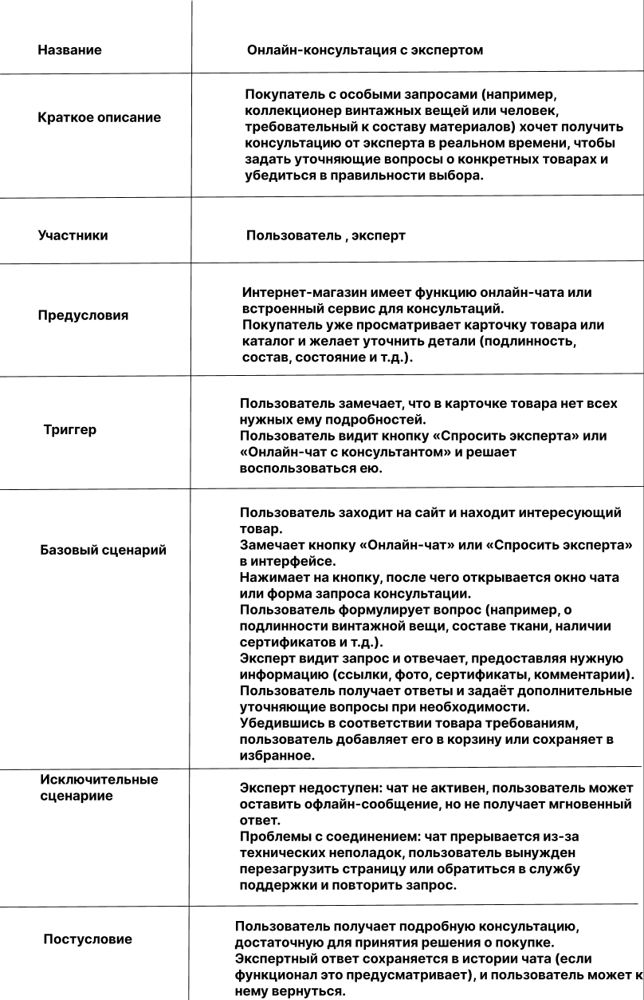 Название
Онлайн-консультация с экспертом
Краткое описание
Покупатель с особыми запросами (например,
коллекционер винтажных вещей или человек,
требовательный к составу материалов) хочет получить
консультацию от эксперта в реальном времени, чтобы
задать уточняющие вопросы о конкретных товарах и
убедиться в правильности выбора.
Участники
Пользователь , эксперт
Предусловия
Интернет-магазин имеет функцию онлайн-чата или
встроенный сервис для консультаций.
Покупатель уже просматривает карточку товара или
каталог и желает уточнить детали (подлинность,
состав, состояние и т.д.).
Триггер
Пользователь замечает, что в карточке товара нет всех
нужных ему подробностей.
Пользователь видит кнопку «Спросить эксперта» или
«Онлайн-чат с консультантом» и решает
воспользоваться ею.
Базовый сценарий
Пользователь заходит на сайт и находит интересующий
товар.
Замечает кнопку «Онлайн-чат» или «Спросить эксперта»
в интерфейсе.
Нажимает на кнопку, после чего открывается окно чата
или форма запроса консультации.
Пользователь формулирует вопрос (например, о
подлинности винтажной вещи, составе ткани, наличии
сертификатов и т.д.).
Эксперт видит запрос и отвечает, предоставляя нужную
информацию (ссылки, фото, сертификаты, комментарии).
Пользователь получает ответы и задаёт дополнительные
уточняющие вопросы при необходимости.
Убедившись в соответствии товара требованиям,
пользователь добавляет его в корзину или сохраняет в
избранное.
Исключительные
сценариие
Эксперт недоступен: чат не активен, пользователь может
оставить офлайн-сообщение, но не получает мгновенный
ответ.
Проблемы с соединением: чат прерывается из-за
технических неполадок, пользователь вынужден
перезагрузить страницу или обратиться в службу
поддержки и повторить запрос.
Постусловие
Пользователь получает подробную консультацию,
достаточную для принятия решения о покупке.
Экспертный ответ сохраняется в истории чата (если
функционал это предусматривает), и пользователь может к
нему вернуться.